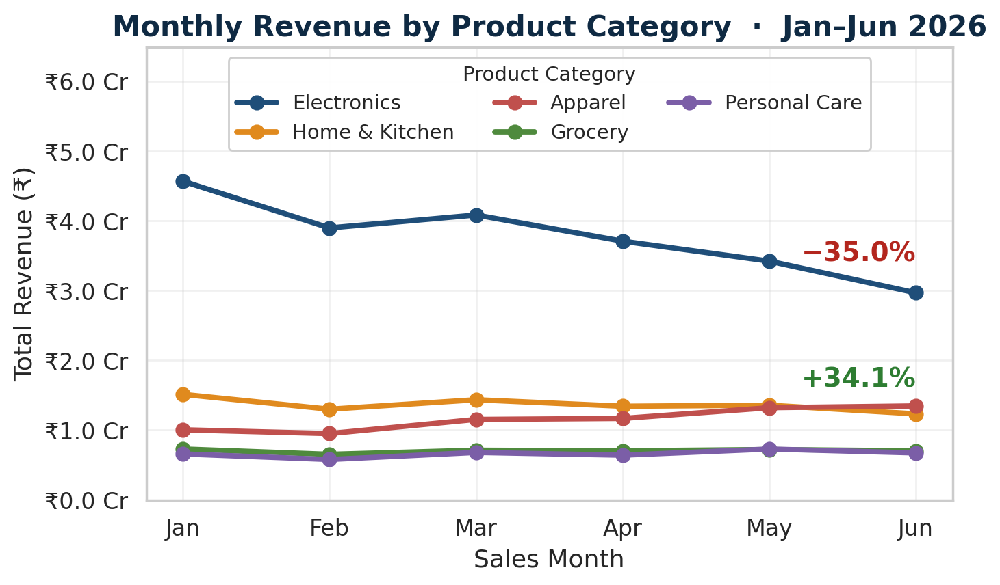 Monthly Revenue by Product Category · Jan–Jun 2026
Product Category
Electronics
Home & Kitchen
Apparel
Grocery
Personal Care
Total Revenue (₹)
₹6.0 Cr
₹5.0 Cr
₹4.0 Cr
₹3.0 Cr
₹2.0 Cr
₹1.0 Cr
₹0.0 Cr
−35.0%
+34.1%
Jan
Feb
Mar
Apr
May
Jun
Sales Month